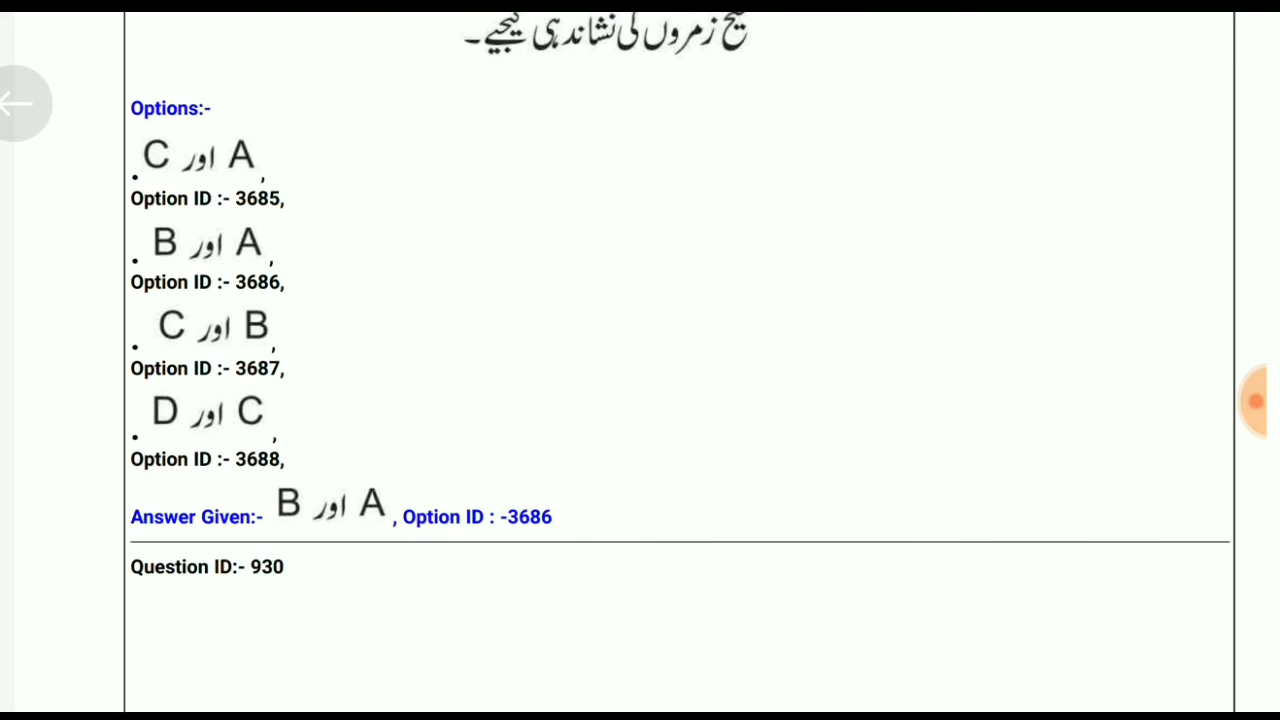 صحیح زمروں کی نشاندہی کیجیے۔
Options:-
A اور C
,
Option ID :- 3685,
A اور B
,
Option ID :- 3686,
B اور C
,
Option ID :- 3687,
C اور D
,
Option ID :- 3688,
Answer Given:- A اور B , Option ID : -3686
Question ID:- 930